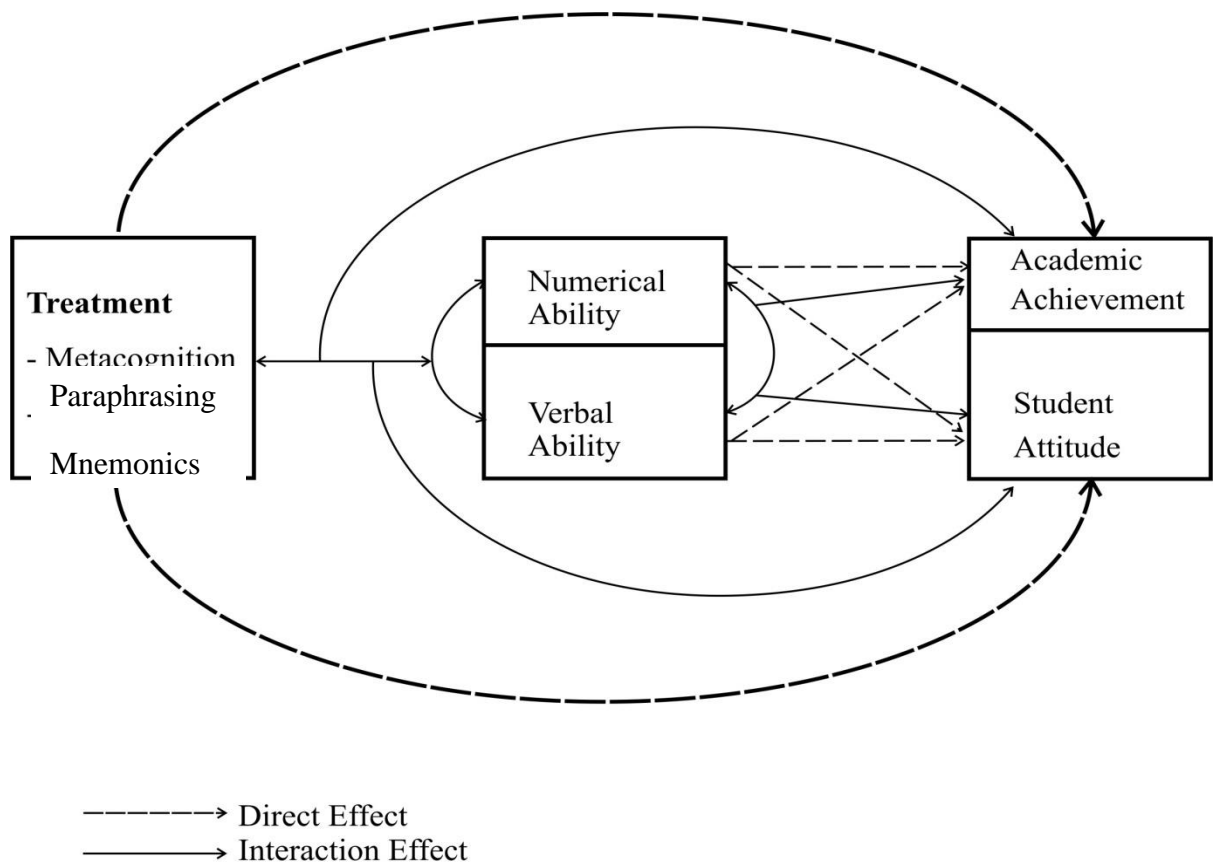 Treatment
- Metacognition
Paraphrasing
-
Mnemonics
Numerical
Ability
Verbal
Ability
Academic
Achievement
Student
Attitude
Direct Effect
Interaction Effect